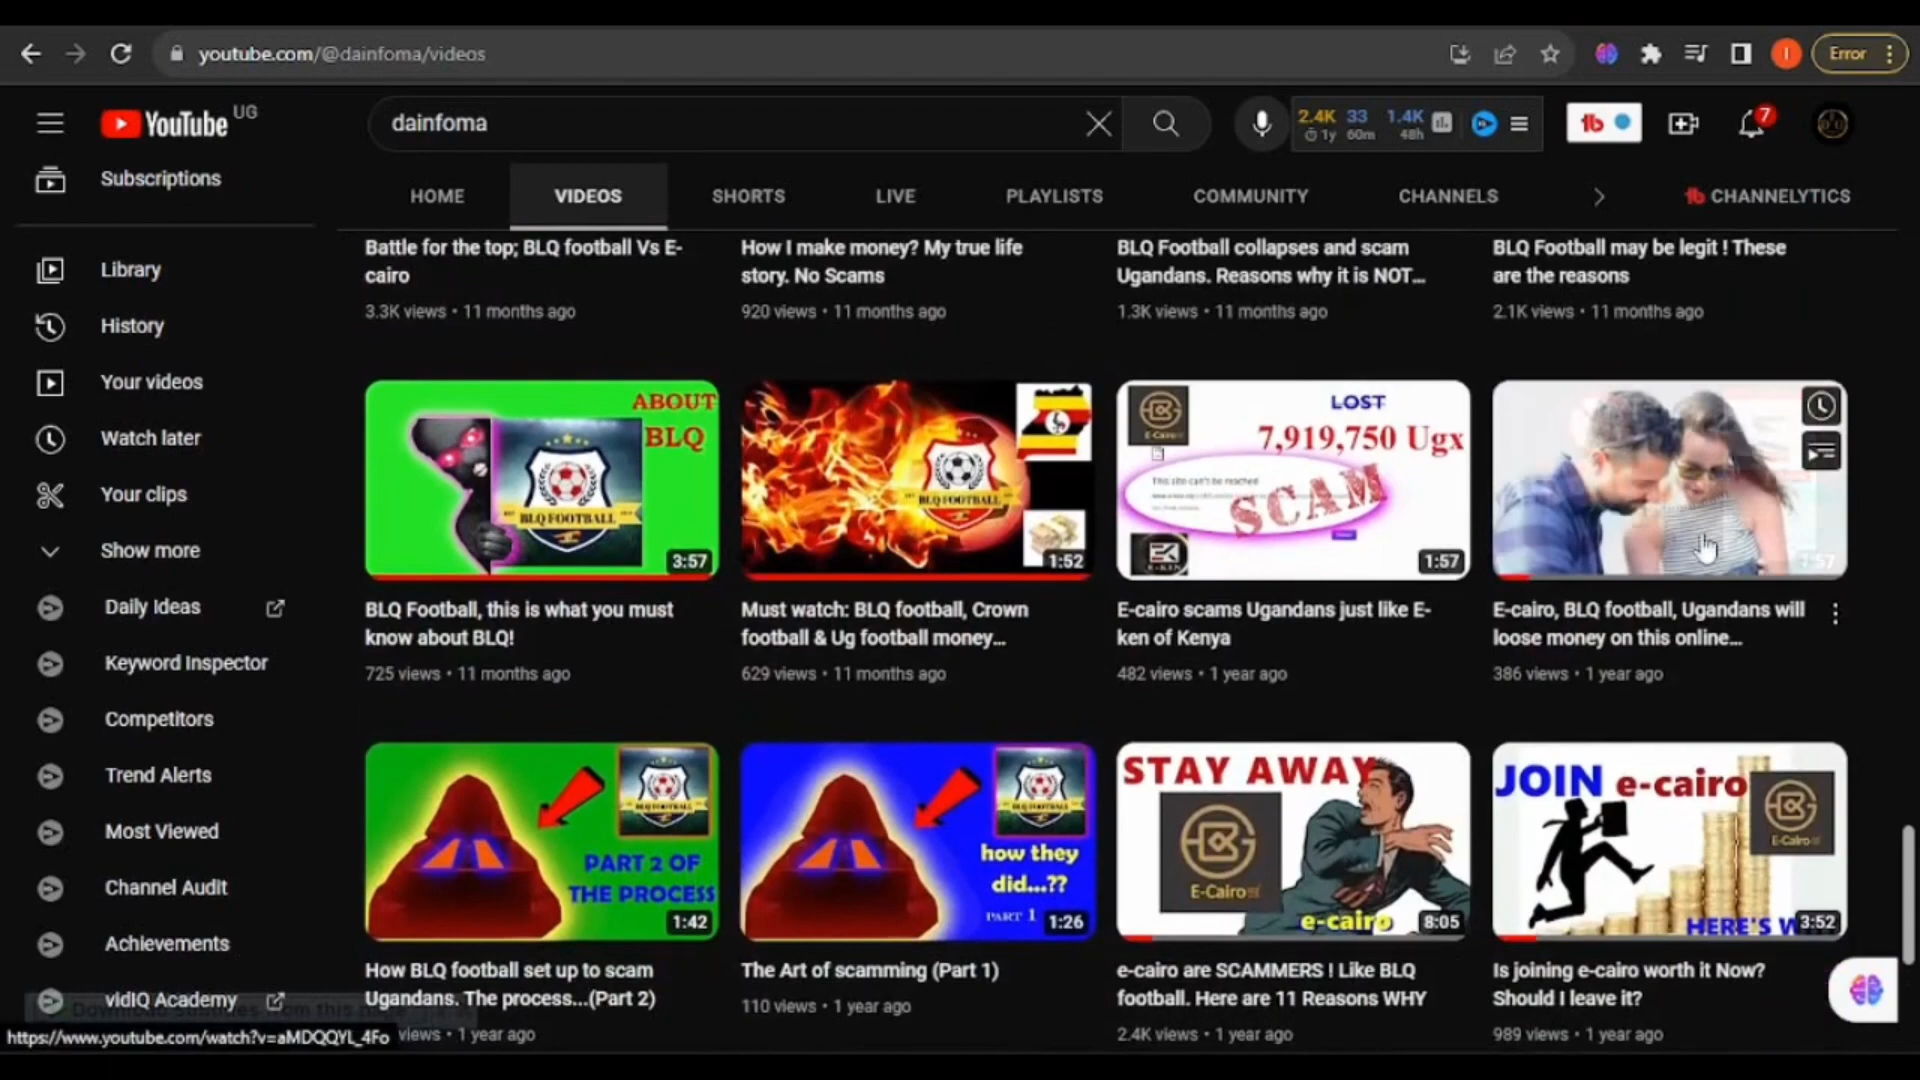 youtube.com/@dainfoma/videos
Error
YouTube UG
dainfoma
2.4K 33 1.4K
1y 60m 48h
tb
7
Subscriptions
HOME VIDEOS SHORTS LIVE PLAYLISTS COMMUNITY CHANNELS tb CHANNELYTICS
Library
History
Your videos
Watch later
Your clips
Show more
Daily Ideas
Keyword Inspector
Competitors
Trend Alerts
Most Viewed
Channel Audit
Achievements
vidIQ Academy
https://www.youtube.com/watch?v=aMDQQYL_4Fo
Battle for the top; BLQ football Vs E-
cairo
3.3K views • 11 months ago
How I make money? My true life
story. No Scams
920 views • 11 months ago
BLQ Football collapses and scam
Ugandans. Reasons why it is NOT...
1.3K views • 11 months ago
BLQ Football may be legit ! These
are the reasons
2.1K views • 11 months ago
ABOUT
BLQ
BLQ FOOTBALL
3:57
BLQ Football, this is what you must
know about BLQ!
725 views • 11 months ago
BLQ FOOTBALL
1:52
Must watch: BLQ football, Crown
football & Ug football money...
629 views • 11 months ago
E-Cairo
LOST
7,919,750 Ugx
This site can't be reached
SCAM
E-KEN
1:57
E-cairo scams Ugandans just like E-
ken of Kenya
482 views • 1 year ago
E-cairo, BLQ football, Ugandans will
loose money on this online...
386 views • 1 year ago
BLQ FOOTBALL
PART 2 OF
THE PROCESS
1:42
How BLQ football set up to scam
Ugandans. The process...(Part 2)
views • 1 year ago
BLQ FOOTBALL
how they
did...??
PART 1
1:26
The Art of scamming (Part 1)
110 views • 1 year ago
STAY AWAY
E-Cairo
e-cairo
8:05
e-cairo are SCAMMERS ! Like BLQ
football. Here are 11 Reasons WHY
2.4K views • 1 year ago
JOIN e-cairo
E-Cairo
HERE'S W
3:52
Is joining e-cairo worth it Now?
Should I leave it?
989 views • 1 year ago